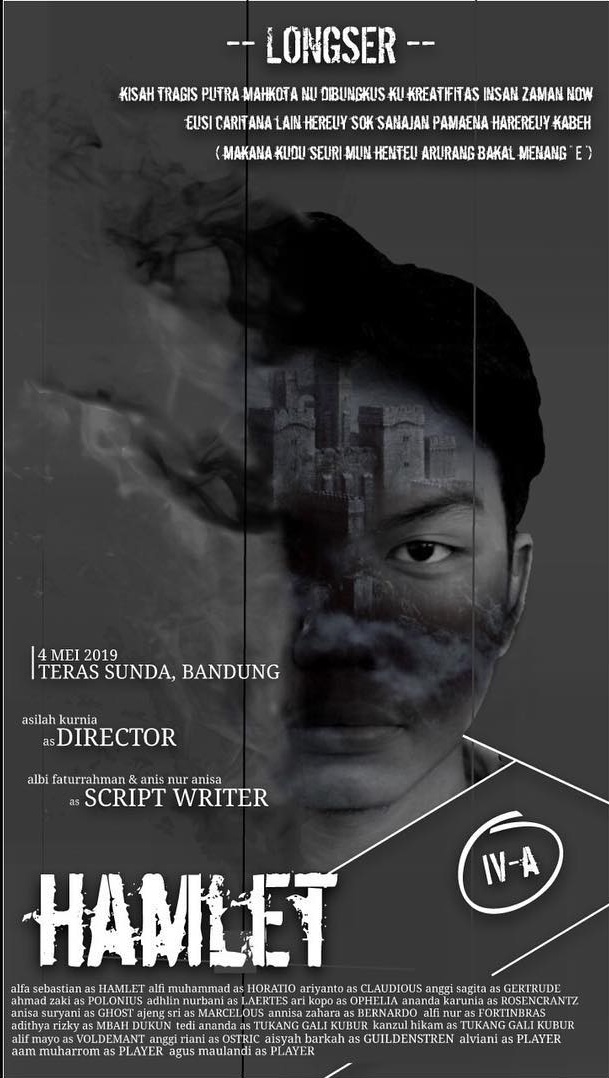 -- LONGSER --
KISAH TRAGIS PUTRA MAHKOTA NU DIBUNGKUS KU KREATIFITAS INSAN ZAMAN NOW
EUSI CARITANA LAIN HEREUY SOK SANAJAN PAMAENA HAREREUY KABEH
( MAKANA KUDU SEURI MUN HENTEU ARURANG BAKAL MENANG "E")
4 MEI 2019
TERAS SUNDA, BANDUNG
asilah kurnia
as DIRECTOR
albi faturrahman & anis nur anisa
as SCRIPT WRITER
IV-A
HAMLET
alfa sebastian as HAMLET alfi muhammad as HORATIO ariyanto as CLAUDIOUS anggi sagita as GERTRUDE
ahmad zaki as POLONIUS adhlin nurbani as LAERTES ari kopo as OPHELIA ananda karunia as ROSENCRANTZ
anisa suryani as GHOST ajeng sri as MARCELOUS annisa zahara as BERNARDO alfi nur as FORTINBRAS
adithya rizky as MBAH DUKUN tedi ananda as TUKANG GALI KUBUR kanzul hikam as TUKANG GALI KUBUR
alif mayo as VOLDEMANT anggi riani as OSTRIC aisyah barkah as GUILDENSTREN alviani as PLAYER
aam muharrom as PLAYER agus maulandi as PLAYER